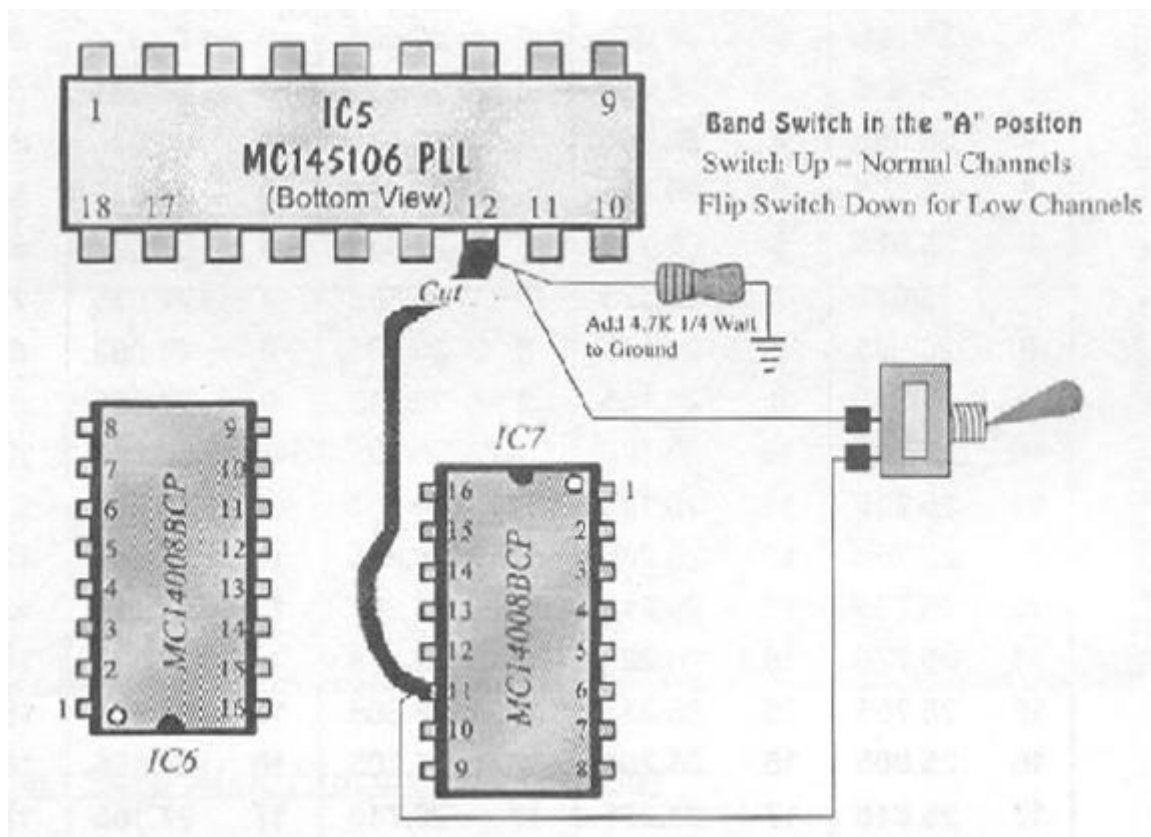 1 9
IC5
MC145106 PLL
(Bottom View)
18 17 12 11 10
Band Switch in the "A" positon
Switch Up = Normal Channels
Flip Switch Down for Low Channels
Cut
Add 4.7K 1/4 Watt
to Ground
8 9
7 10
6 11
5 12
4 13
3 14
2 15
1 16
MC14008BCP
IC6
IC7
16 1
15 2
14 3
13 4
12 5
11 6
10 7
9 8
MC14008BCP